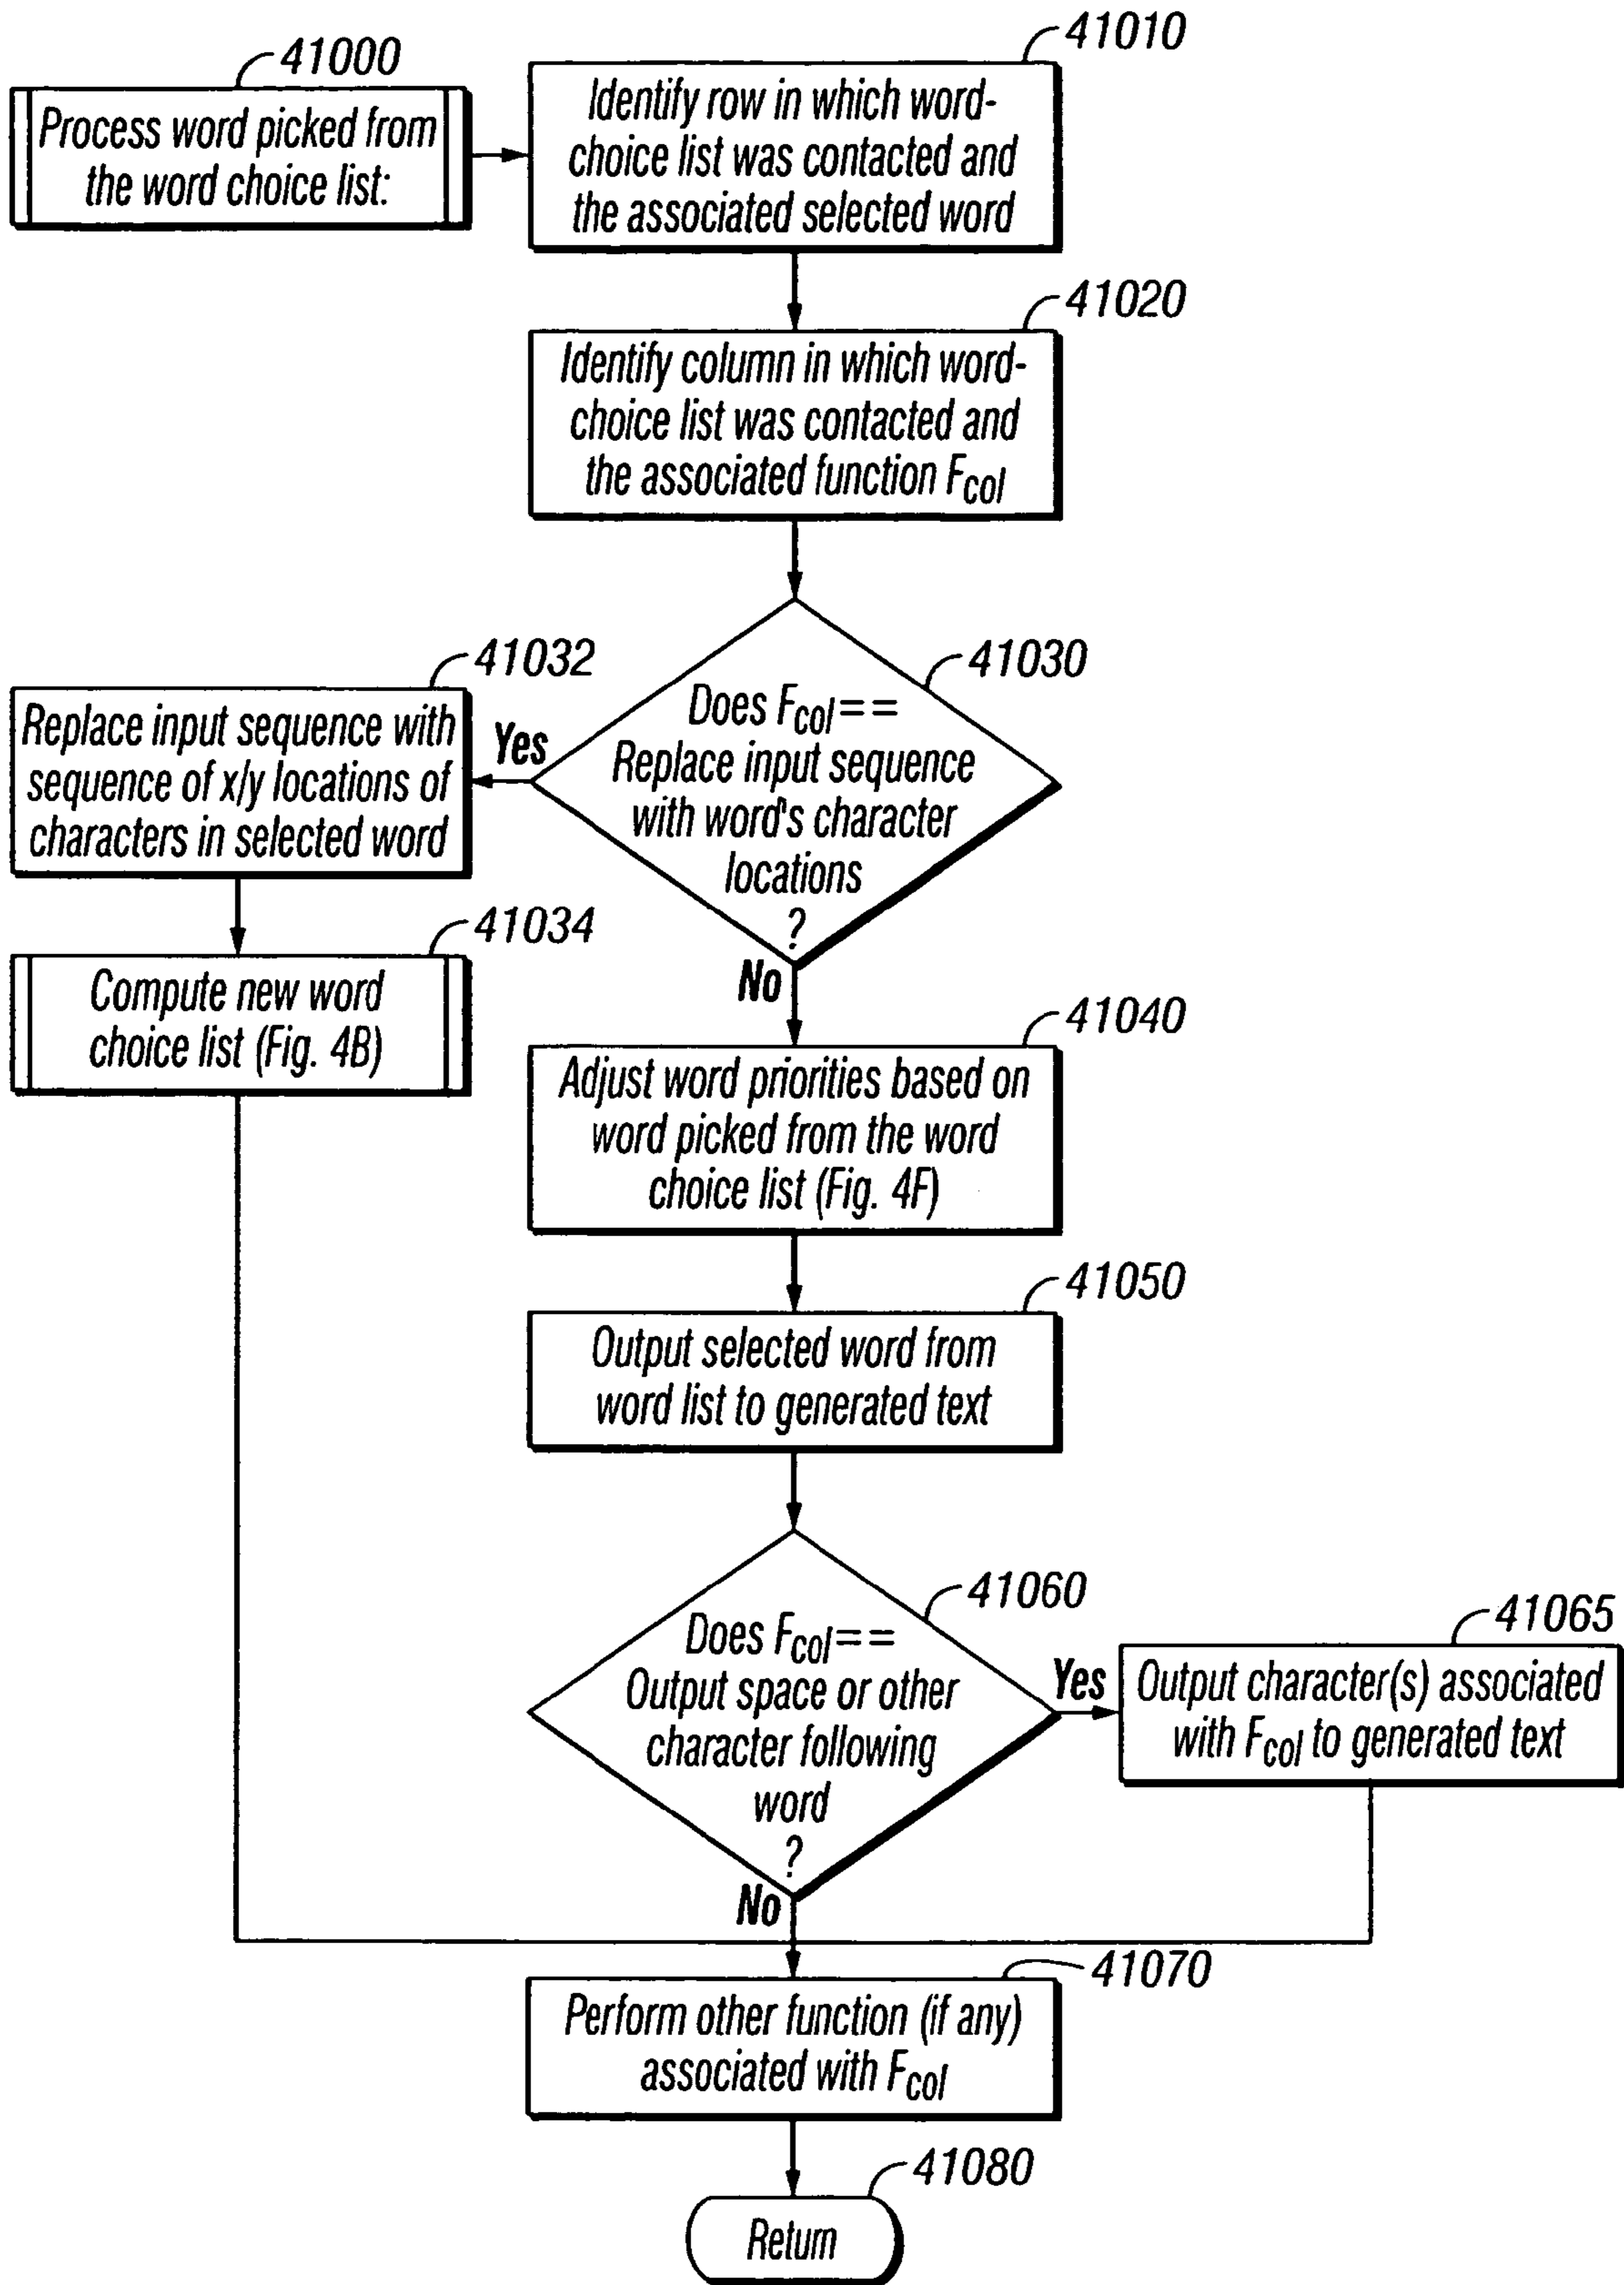 41000
Process word picked from
the word choice list:
41010
Identify row in which word-
choice list was contacted and
the associated selected word
41020
Identify column in which word-
choice list was contacted and
the associated function Fcol
41030
Does Fcol==
Replace input sequence
with word's character
locations
?
Yes
No
41032
Replace input sequence with
sequence of x/y locations of
characters in selected word
41034
Compute new word
choice list (Fig. 4B)
41040
Adjust word priorities based on
word picked from the word
choice list (Fig. 4F)
41050
Output selected word from
word list to generated text
41060
Does Fcol==
Output space or other
character following
word
?
Yes
No
41065
Output character(s) associated
with Fcol to generated text
41070
Perform other function (if any)
associated with Fcol
41080
Return